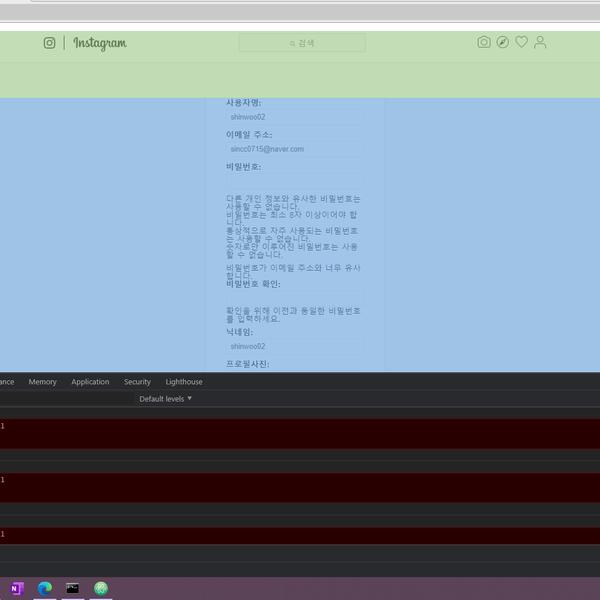 Instagram
검색
사용자명:
shinwoo02
이메일 주소:
sincc0715@naver.com
비밀번호:
다른 개인 정보와 유사한 비밀번호는
사용할 수 없습니다.
비밀번호는 최소 8자 이상이어야 합
니다.
통상적으로 자주 사용되는 비밀번호
는 사용할 수 없습니다.
숫자로만 이루어진 비밀번호는 사용
할 수 없습니다.
비밀번호가 이메일 주소와 너무 유사
합니다.
비밀번호 확인:
확인을 위해 이전과 동일한 비밀번호
를 입력하세요.
닉네임:
shinwoo02
프로필사진:
ance Memory Application Security Lighthouse
Default levels ▼
1
1
1
N